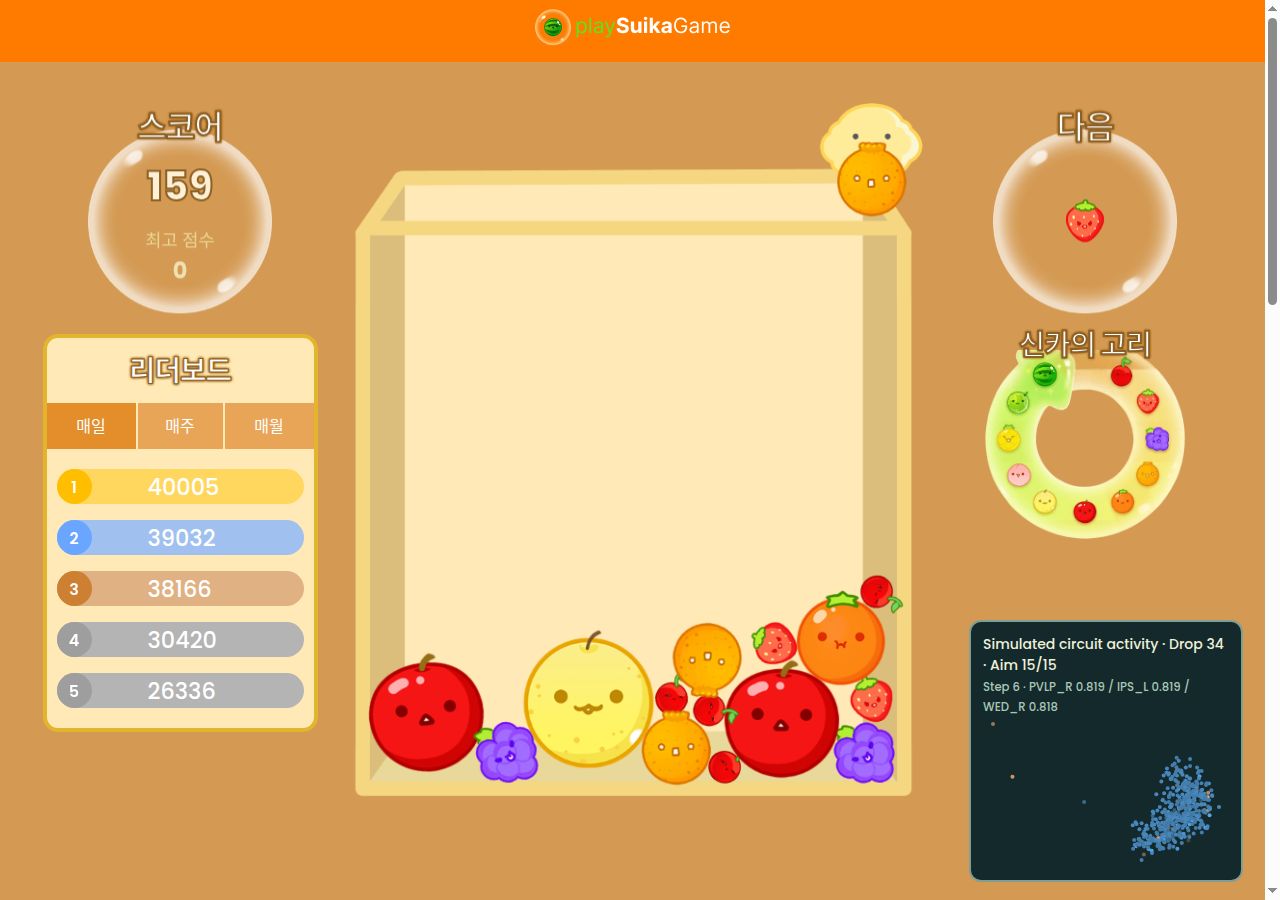 playSuikaGame
스코어
159
최고 점수
0
리더보드
매일 매주 매월
1 40005
2 39032
3 38166
4 30420
5 26336
다음
신카의 고리
Simulated circuit activity · Drop 34
· Aim 15/15
Step 6 · PVLP_R 0.819 / IPS_L 0.819 /
WED_R 0.818